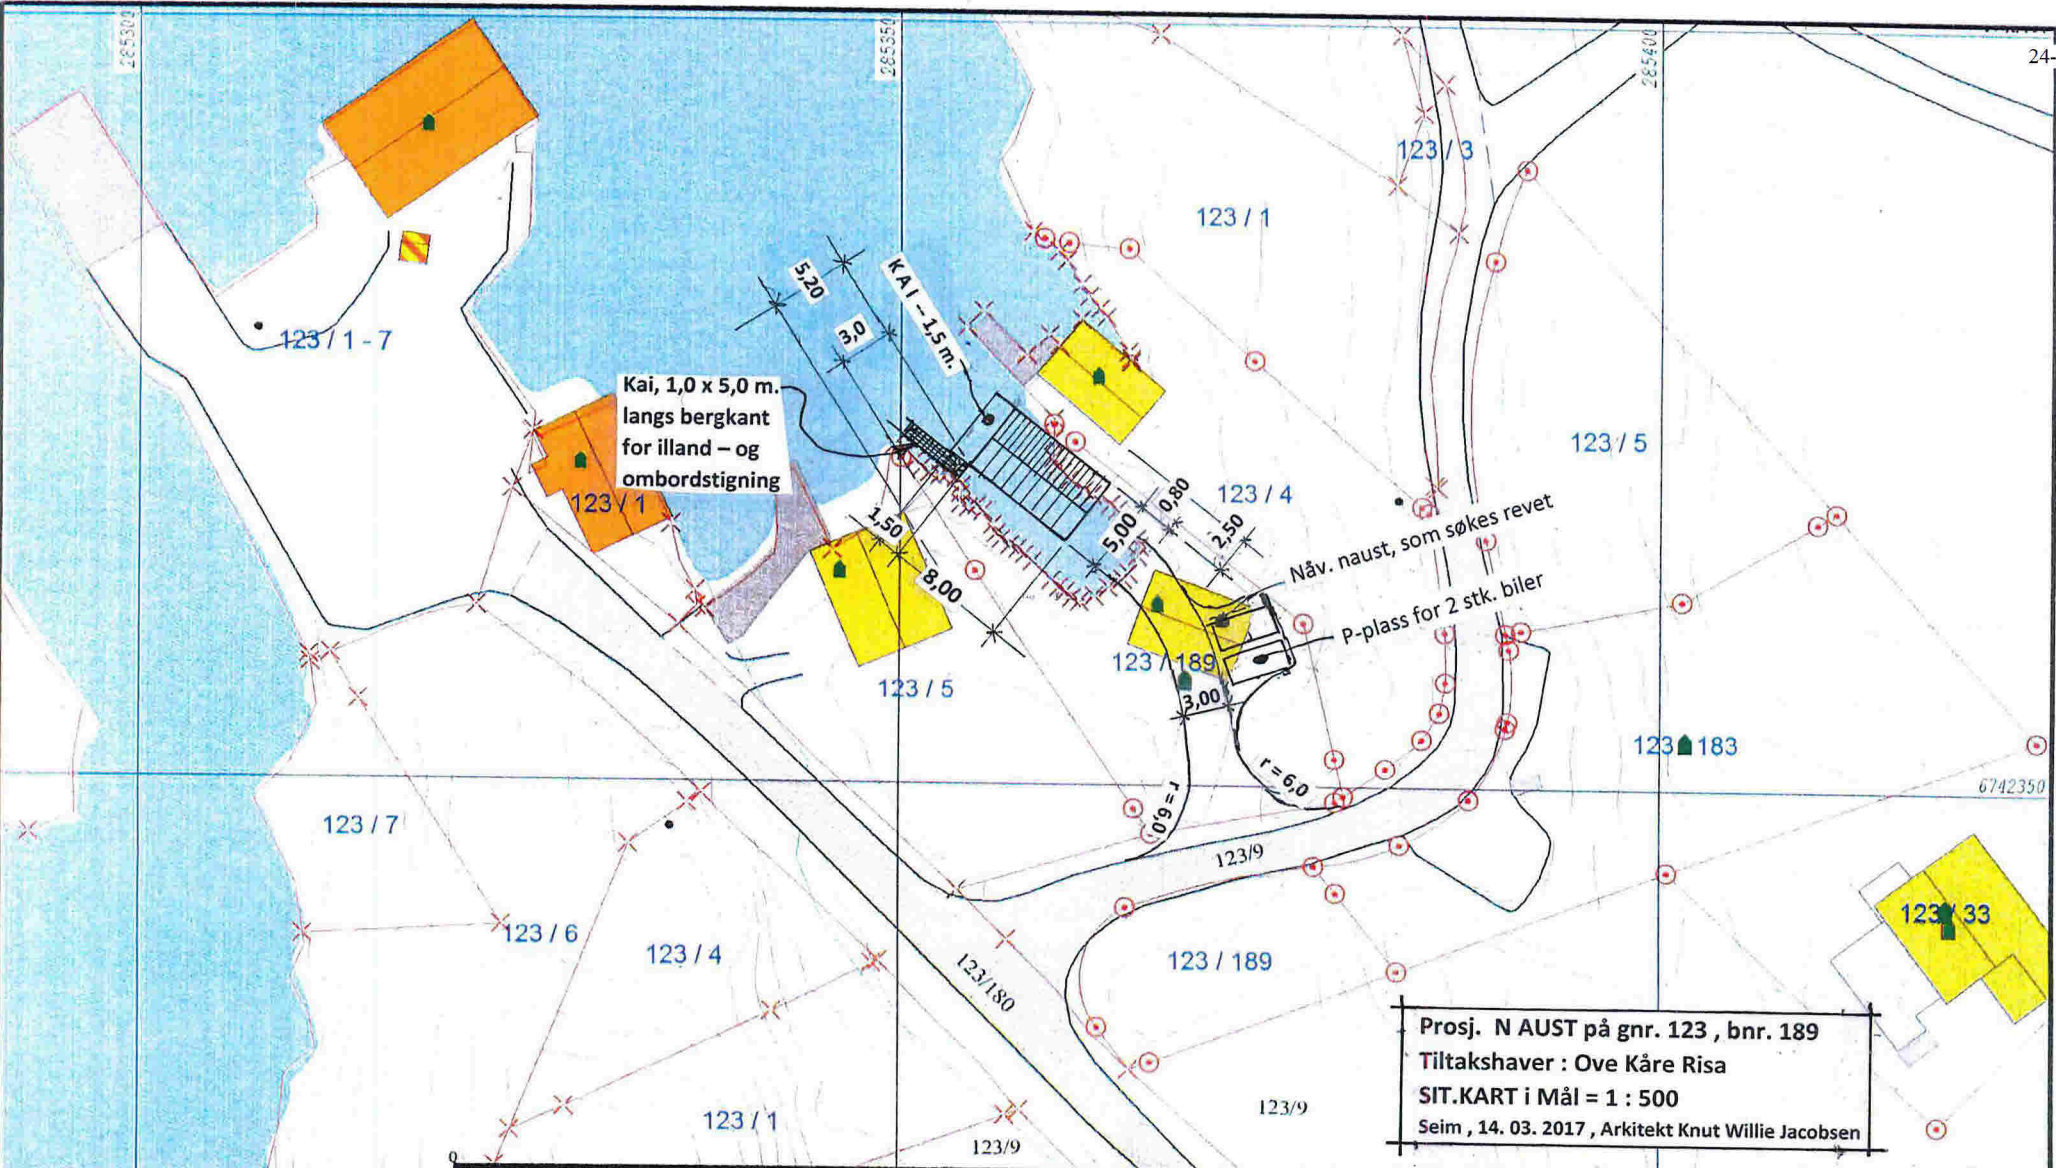 285300
285350
285400
24-
123 / 3
123 / 1
5,20
K A I – 1,5 m.
3,0
123 / 1 - 7
Kai, 1,0 x 5,0 m.
langs bergkant
for illand – og
ombordstigning
123 / 5
123 / 1
123 / 4
0,80
1,50
5,00
2,50
Nåv. naust, som søkes revet
8,00
P-plass for 2 stk. biler
123 / 189
123 / 5
3,00
123 183
r = 6,0
r = 6,0
6742350
123 / 7
123/9
123 / 33
123 / 6
123 / 4
123 / 189
123/180
Prosj. N AUST på gnr. 123 , bnr. 189
Tiltakshaver : Ove Kåre Risa
SIT.KART i Mål = 1 : 500
Seim , 14. 03. 2017 , Arkitekt Knut Willie Jacobsen
123 / 1
123/9
123/9
0